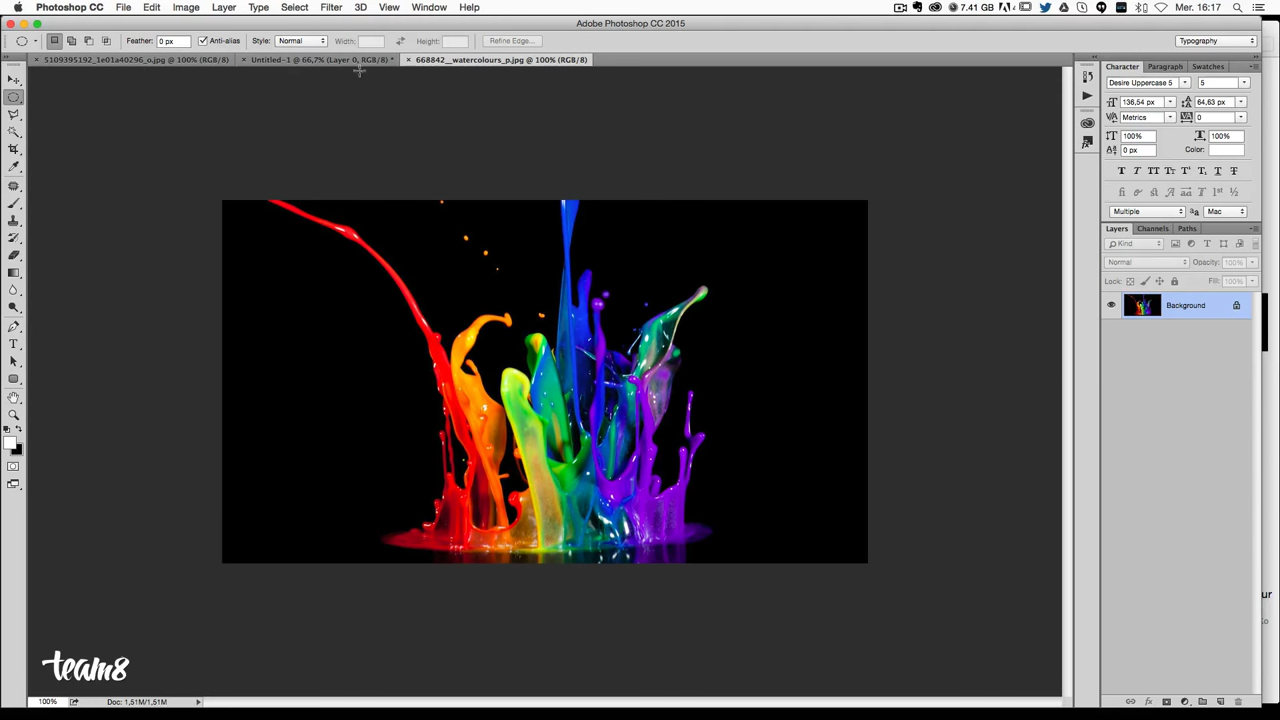 Photoshop CC File Edit Image Layer Type Select Filter 3D View Window Help 7.41 GB 1 Mer. 16:17
Adobe Photoshop CC 2015
Feather: 0 px Anti-alias Style: Normal Width: Height: Refine Edge... Typography
5109395192_1e01a40296_o.jpg @ 100% (RGB/8) Untitled-1 @ 66,7% (Layer 0, RGB/8) * 668842__watercolours_p.jpg @ 100% (RGB/8)
Character Paragraph Swatches
Desire Uppercase 5 5
136,54 px 64,63 px
Metrics 0
100% 100%
0 px Color:
Multiple Mac
Layers Channels Paths
Kind
Normal Opacity: 100%
Lock: Fill: 100%
Background
team8
100% Doc: 1,51M/1,51M